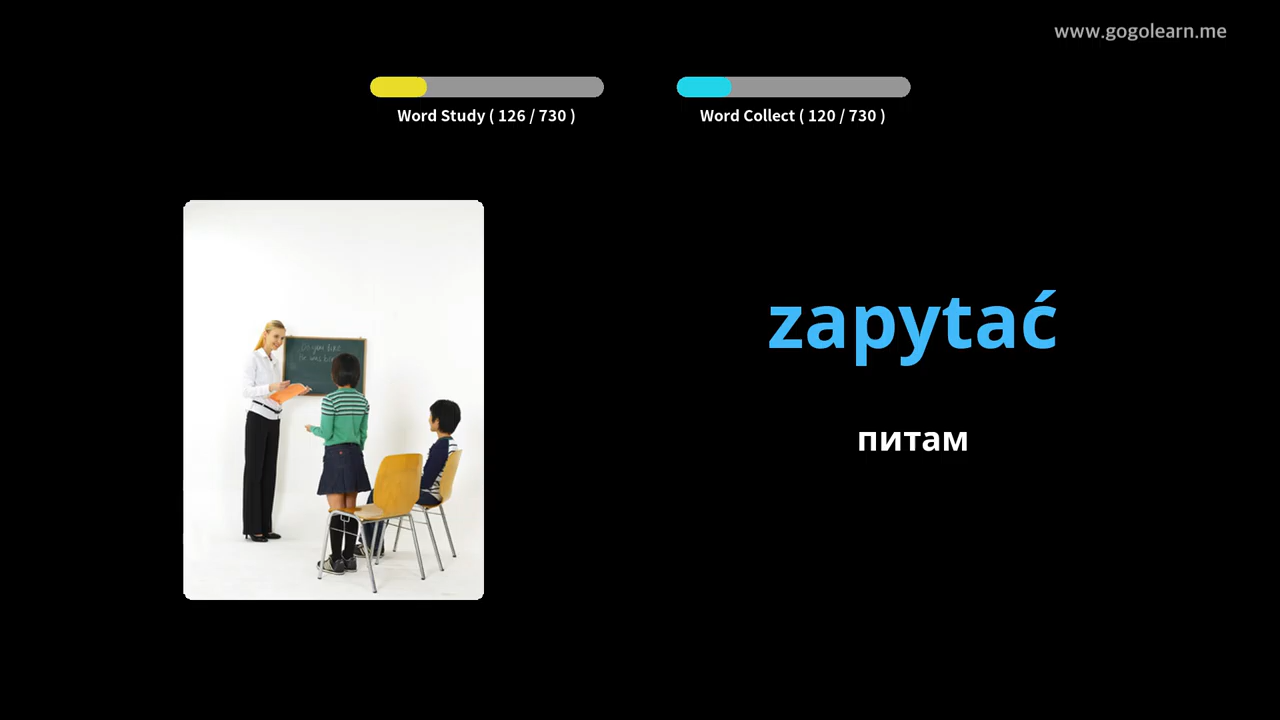 www.gogolearn.me
Word Study ( 126 / 730 )
Word Collect ( 120 / 730 )
zapytać
питам